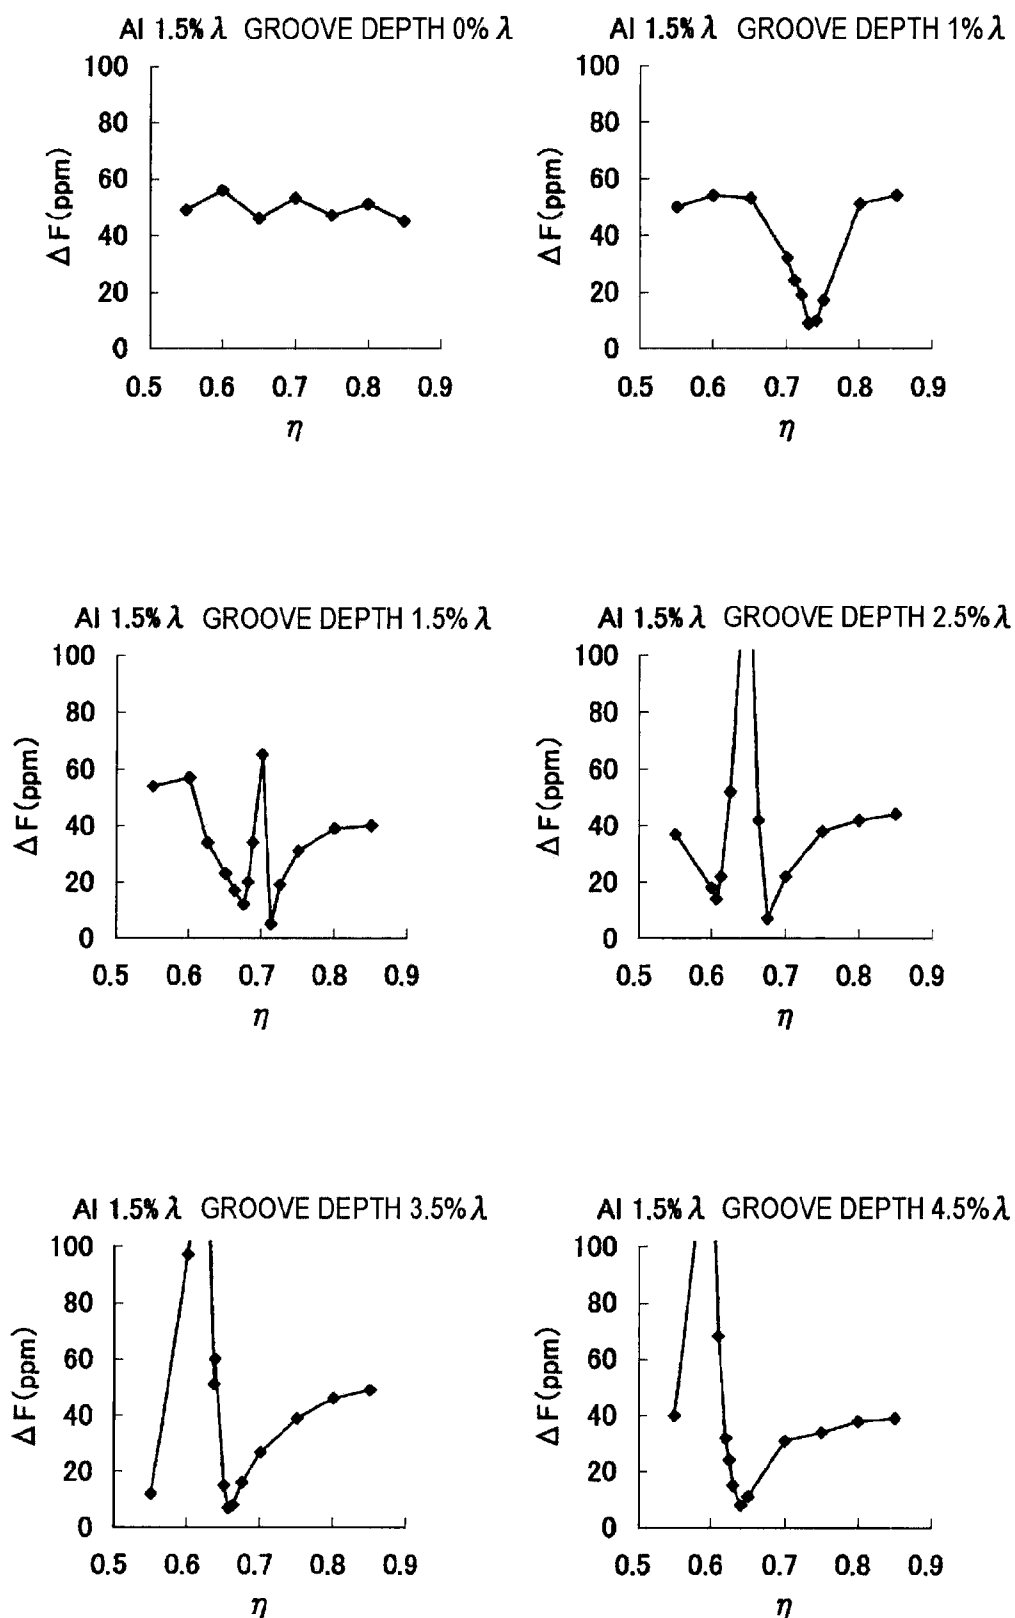 Al 1.5% λ GROOVE DEPTH 0% λ
100
80
60
40
20
0
ΔF(ppm)
0.5 0.6 0.7 0.8 0.9
η
Al 1.5% λ GROOVE DEPTH 1% λ
100
80
60
40
20
0
ΔF(ppm)
0.5 0.6 0.7 0.8 0.9
η
Al 1.5% λ GROOVE DEPTH 1.5% λ
100
80
60
40
20
0
ΔF(ppm)
0.5 0.6 0.7 0.8 0.9
η
Al 1.5% λ GROOVE DEPTH 2.5% λ
100
80
60
40
20
0
ΔF(ppm)
0.5 0.6 0.7 0.8 0.9
η
Al 1.5% λ GROOVE DEPTH 3.5% λ
100
80
60
40
20
0
ΔF(ppm)
0.5 0.6 0.7 0.8 0.9
η
Al 1.5% λ GROOVE DEPTH 4.5% λ
100
80
60
40
20
0
ΔF(ppm)
0.5 0.6 0.7 0.8 0.9
η